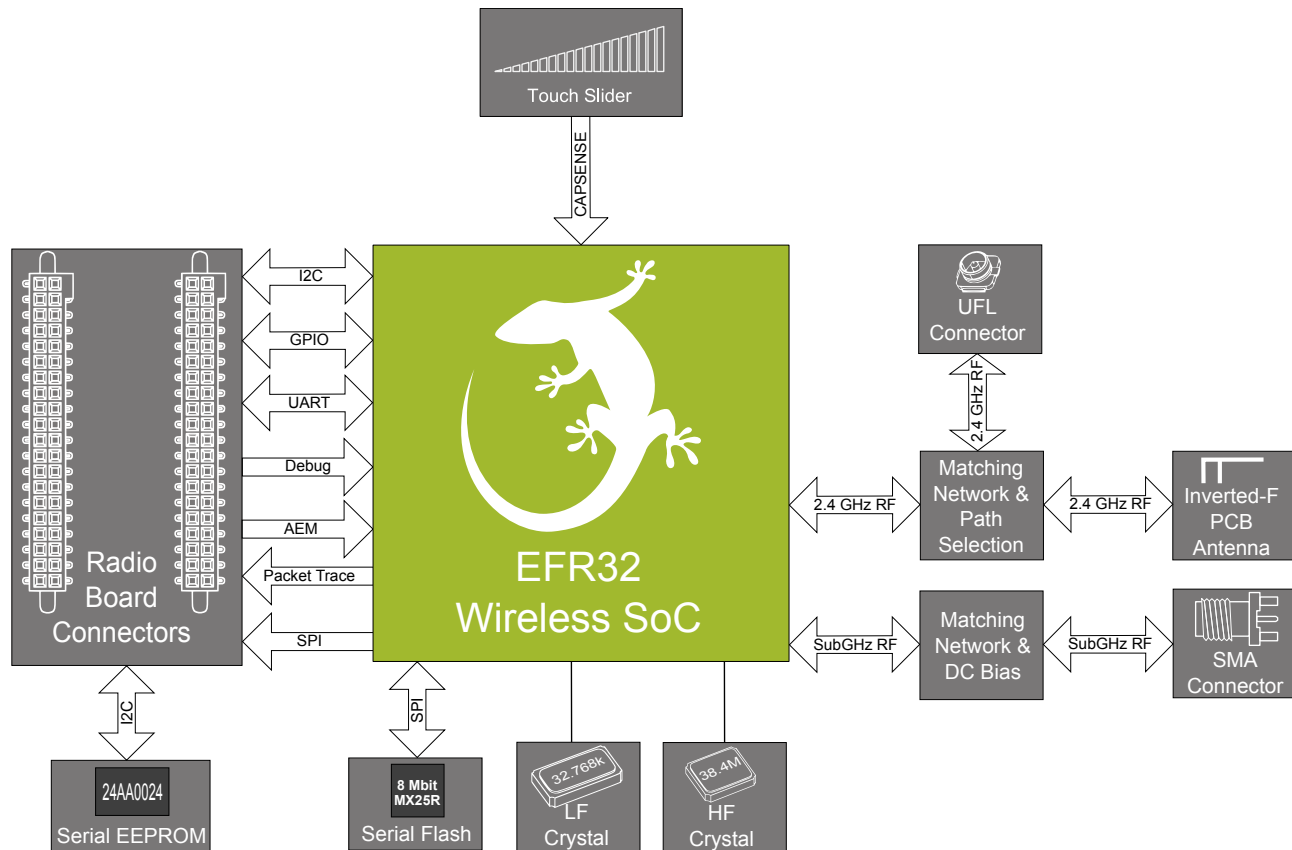 Touch Slider
CAPSENSE
I2C
GPIO
UART
Debug
AEM
Packet Trace
SPI
Radio
Board
Connectors
EFR32
Wireless SoC
UFL
Connector
2.4 GHz RF
2.4 GHz RF
Matching
Network &
Path
Selection
2.4 GHz RF
Inverted-F
PCB
Antenna
SubGHz RF
Matching
Network &
DC Bias
SubGHz RF
SMA
Connector
I2C
24AA0024
Serial EEPROM
SPI
8 Mbit
MX25R
Serial Flash
32.768k
LF
Crystal
38.4M
HF
Crystal